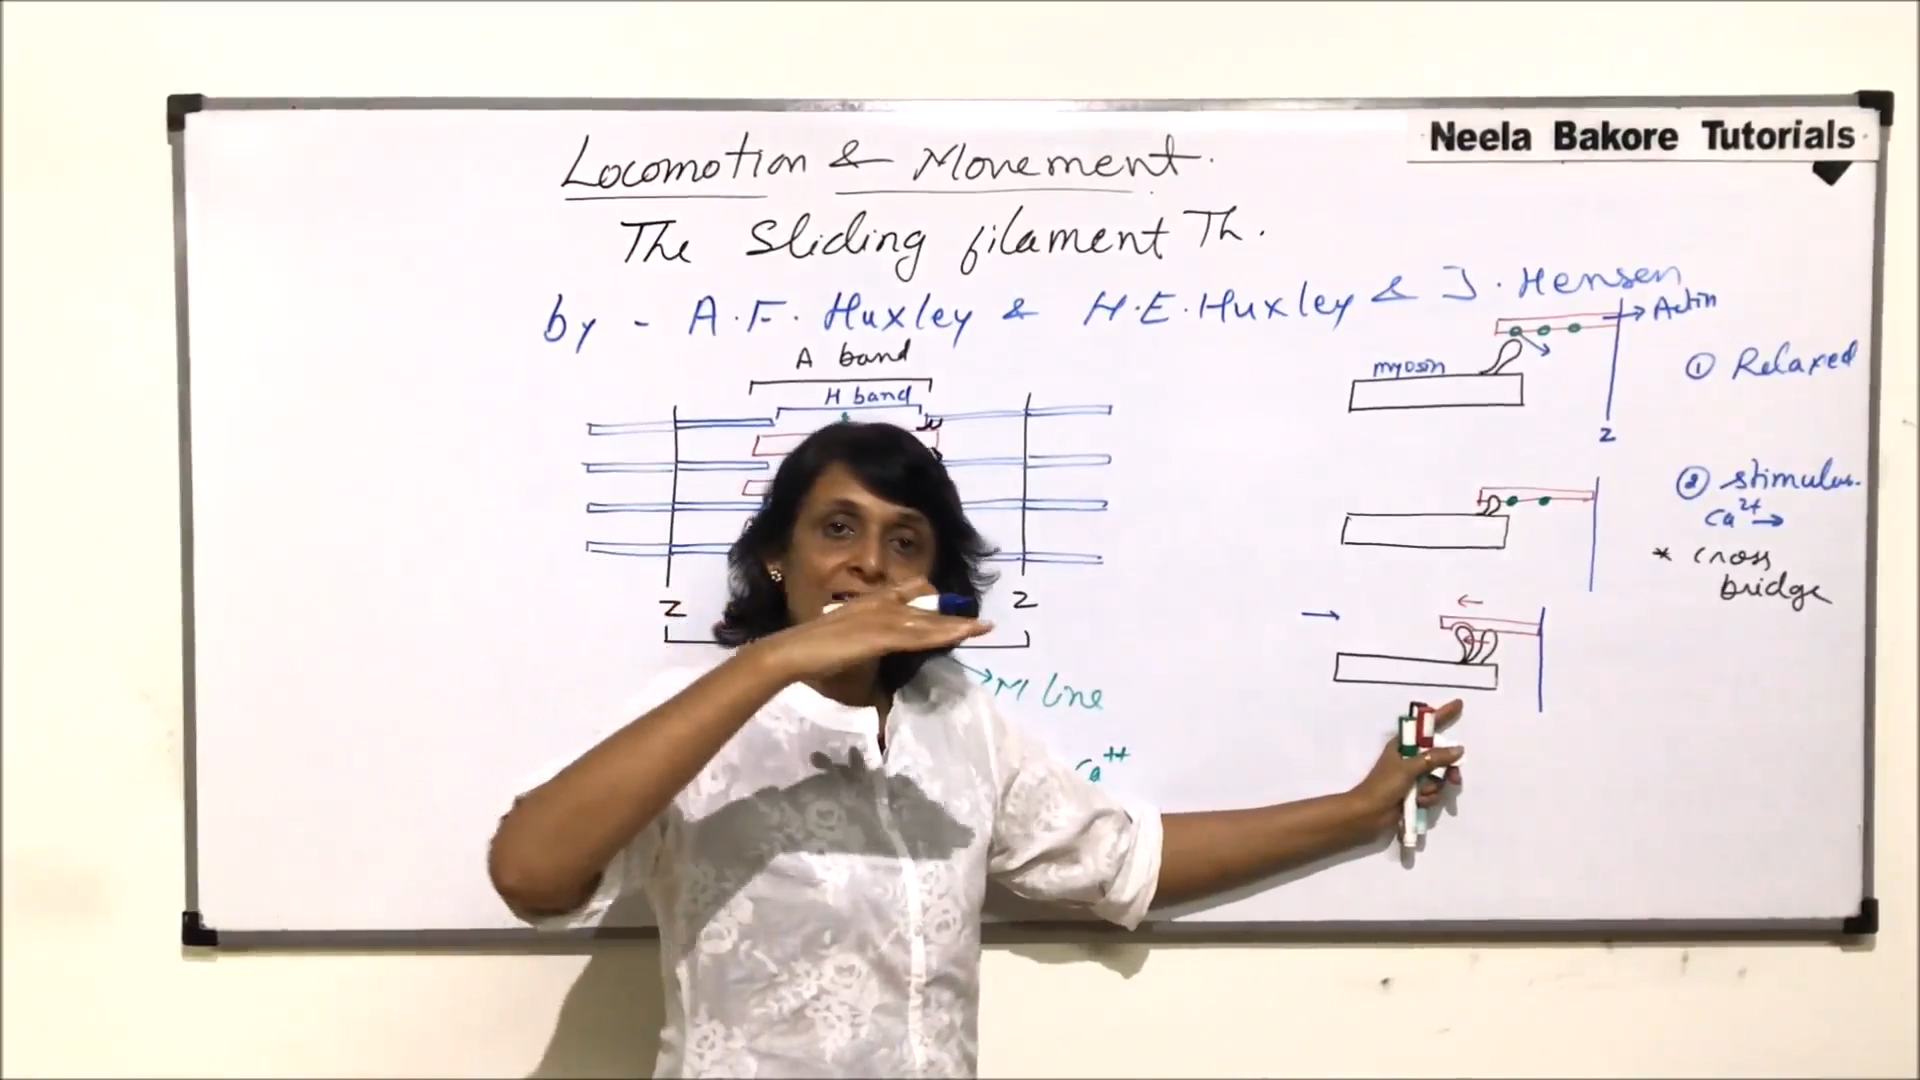 Neela Bakore Tutorials
Locomotion & Movement.
The Sliding filament Th.
by - A.F. Huxley & H.E. Huxley & J. Hensen
A band
H band
Z
Z
M line
Ca++
Actin
myosin
Z
① Relaxed
② stimulus.
Ca2+ →
* cross
bridge